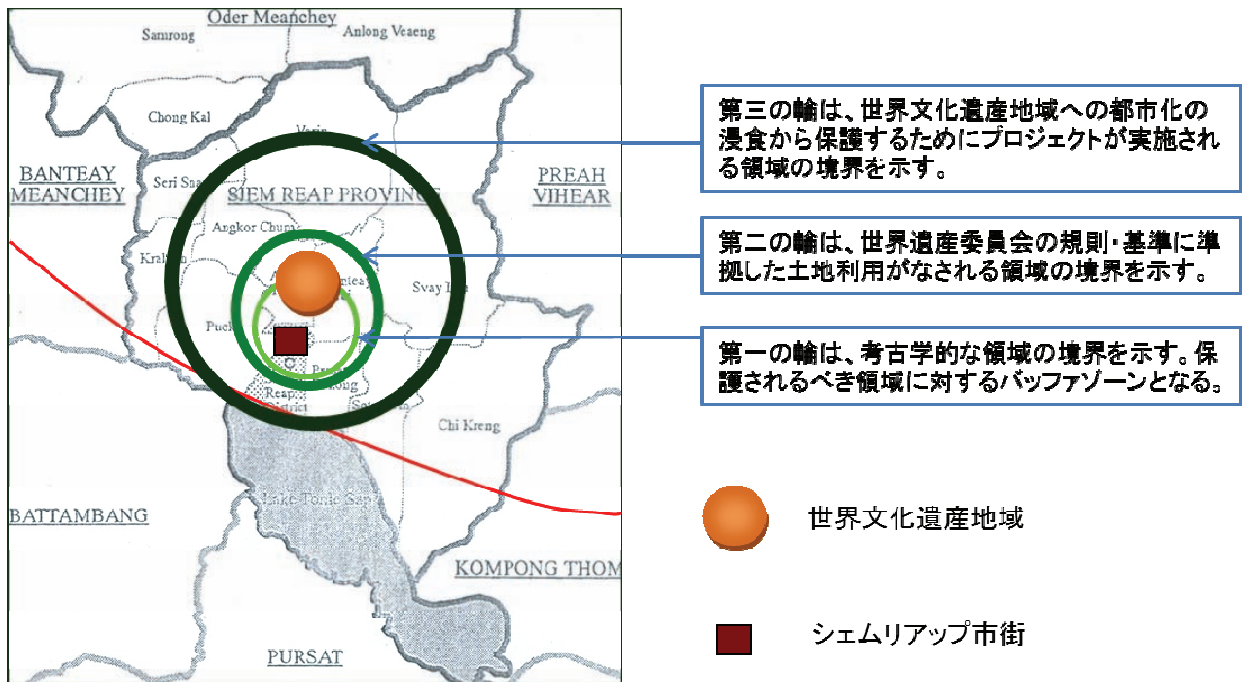 Oder Meanchey
Samrong
Anlong Veaeng
Chong Kal
BANTEAY
MEANCHEY
PREAH
VIHEAR
SIEM REAP PROVINCE
Angkor Chum
Svay
Puok
Reap
District
Chi Kreng
Lake Tonle Sap
BATTAMBANG
KOMPONG THOM
PURSAT
第三の輪は、世界文化遺産地域への都市化の
浸食から保護するためにプロジェクトが実施され
る領域の境界を示す。
第二の輪は、世界遺産委員会の規則・基準に準
拠した土地利用がなされる領域の境界を示す。
第一の輪は、考古学的な領域の境界を示す。保
護されるべき領域に対するバッファゾーンとなる。
世界文化遺産地域
シェムリアップ市街